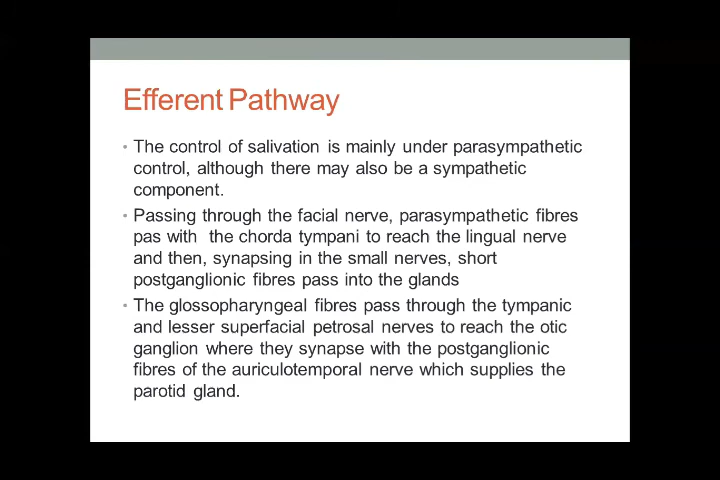 Efferent Pathway
• The control of salivation is mainly under parasympathetic
control, although there may also be a sympathetic
component.
• Passing through the facial nerve, parasympathetic fibres
pas with the chorda tympani to reach the lingual nerve
and then, synapsing in the small nerves, short
postganglionic fibres pass into the glands
• The glossopharyngeal fibres pass through the tympanic
and lesser superfacial petrosal nerves to reach the otic
ganglion where they synapse with the postganglionic
fibres of the auriculotemporal nerve which supplies the
parotid gland.